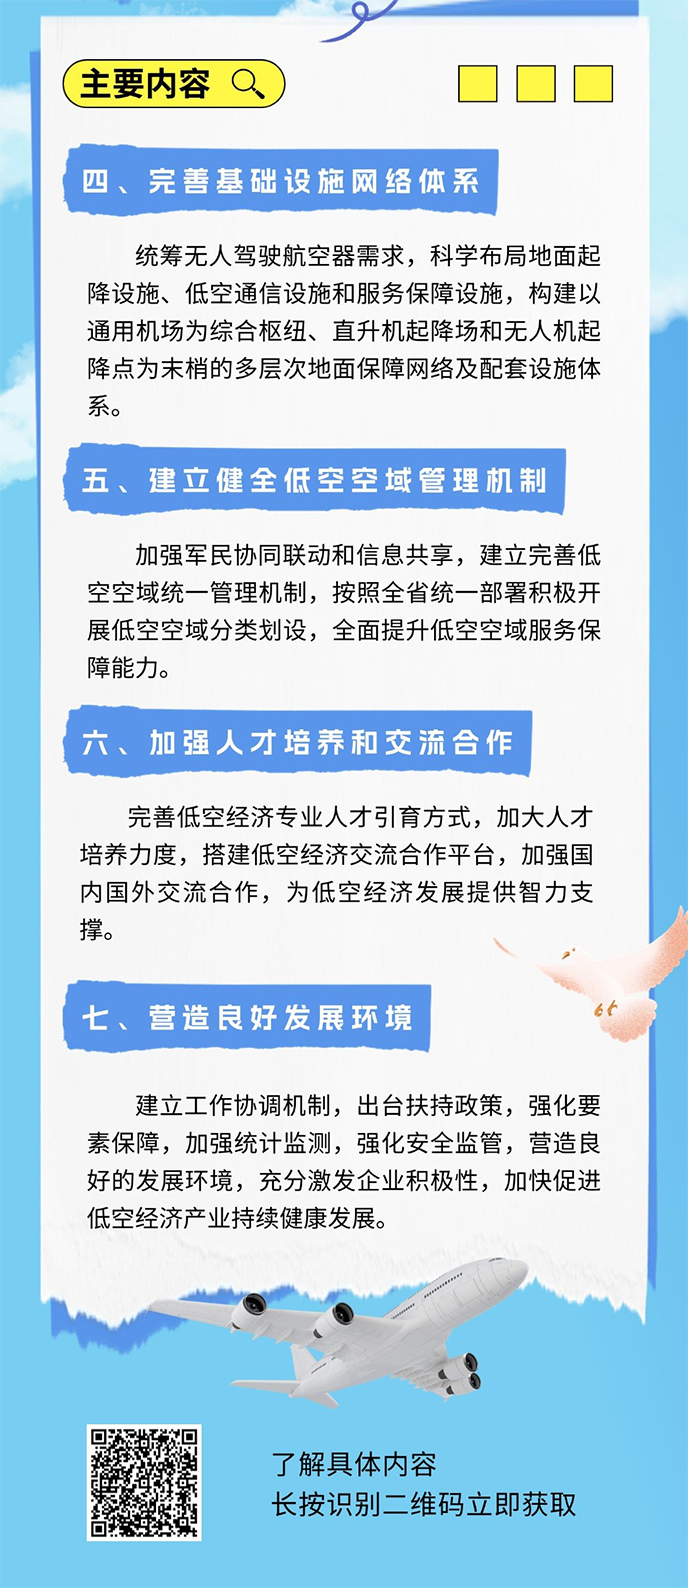 主要内容
四、完善基础设施网络体系
统筹无人驾驶航空器需求，科学布局地面起
降设施、低空通信设施和服务保障设施，构建以
通用机场为综合枢纽、直升机起降场和无人机起
降点为末梢的多层次地面保障网络及配套设施体
系。
五、建立健全低空空域管理机制
加强军民协同联动和信息共享，建立完善低
空空域统一管理机制，按照全省统一部署积极开
展低空空域分类划设，全面提升低空空域服务保
障能力。
六、加强人才培养和交流合作
完善低空经济专业人才引育方式，加大人才
培养力度，搭建低空经济交流合作平台，加强国
内国外交流合作，为低空经济发展提供智力支
撑。
七、营造良好发展环境
建立工作协调机制，出台扶持政策，强化要
素保障，加强统计监测，强化安全监管，营造良
好的发展环境，充分激发企业积极性，加快促进
低空经济产业持续健康发展。
了解具体内容
长按识别二维码立即获取